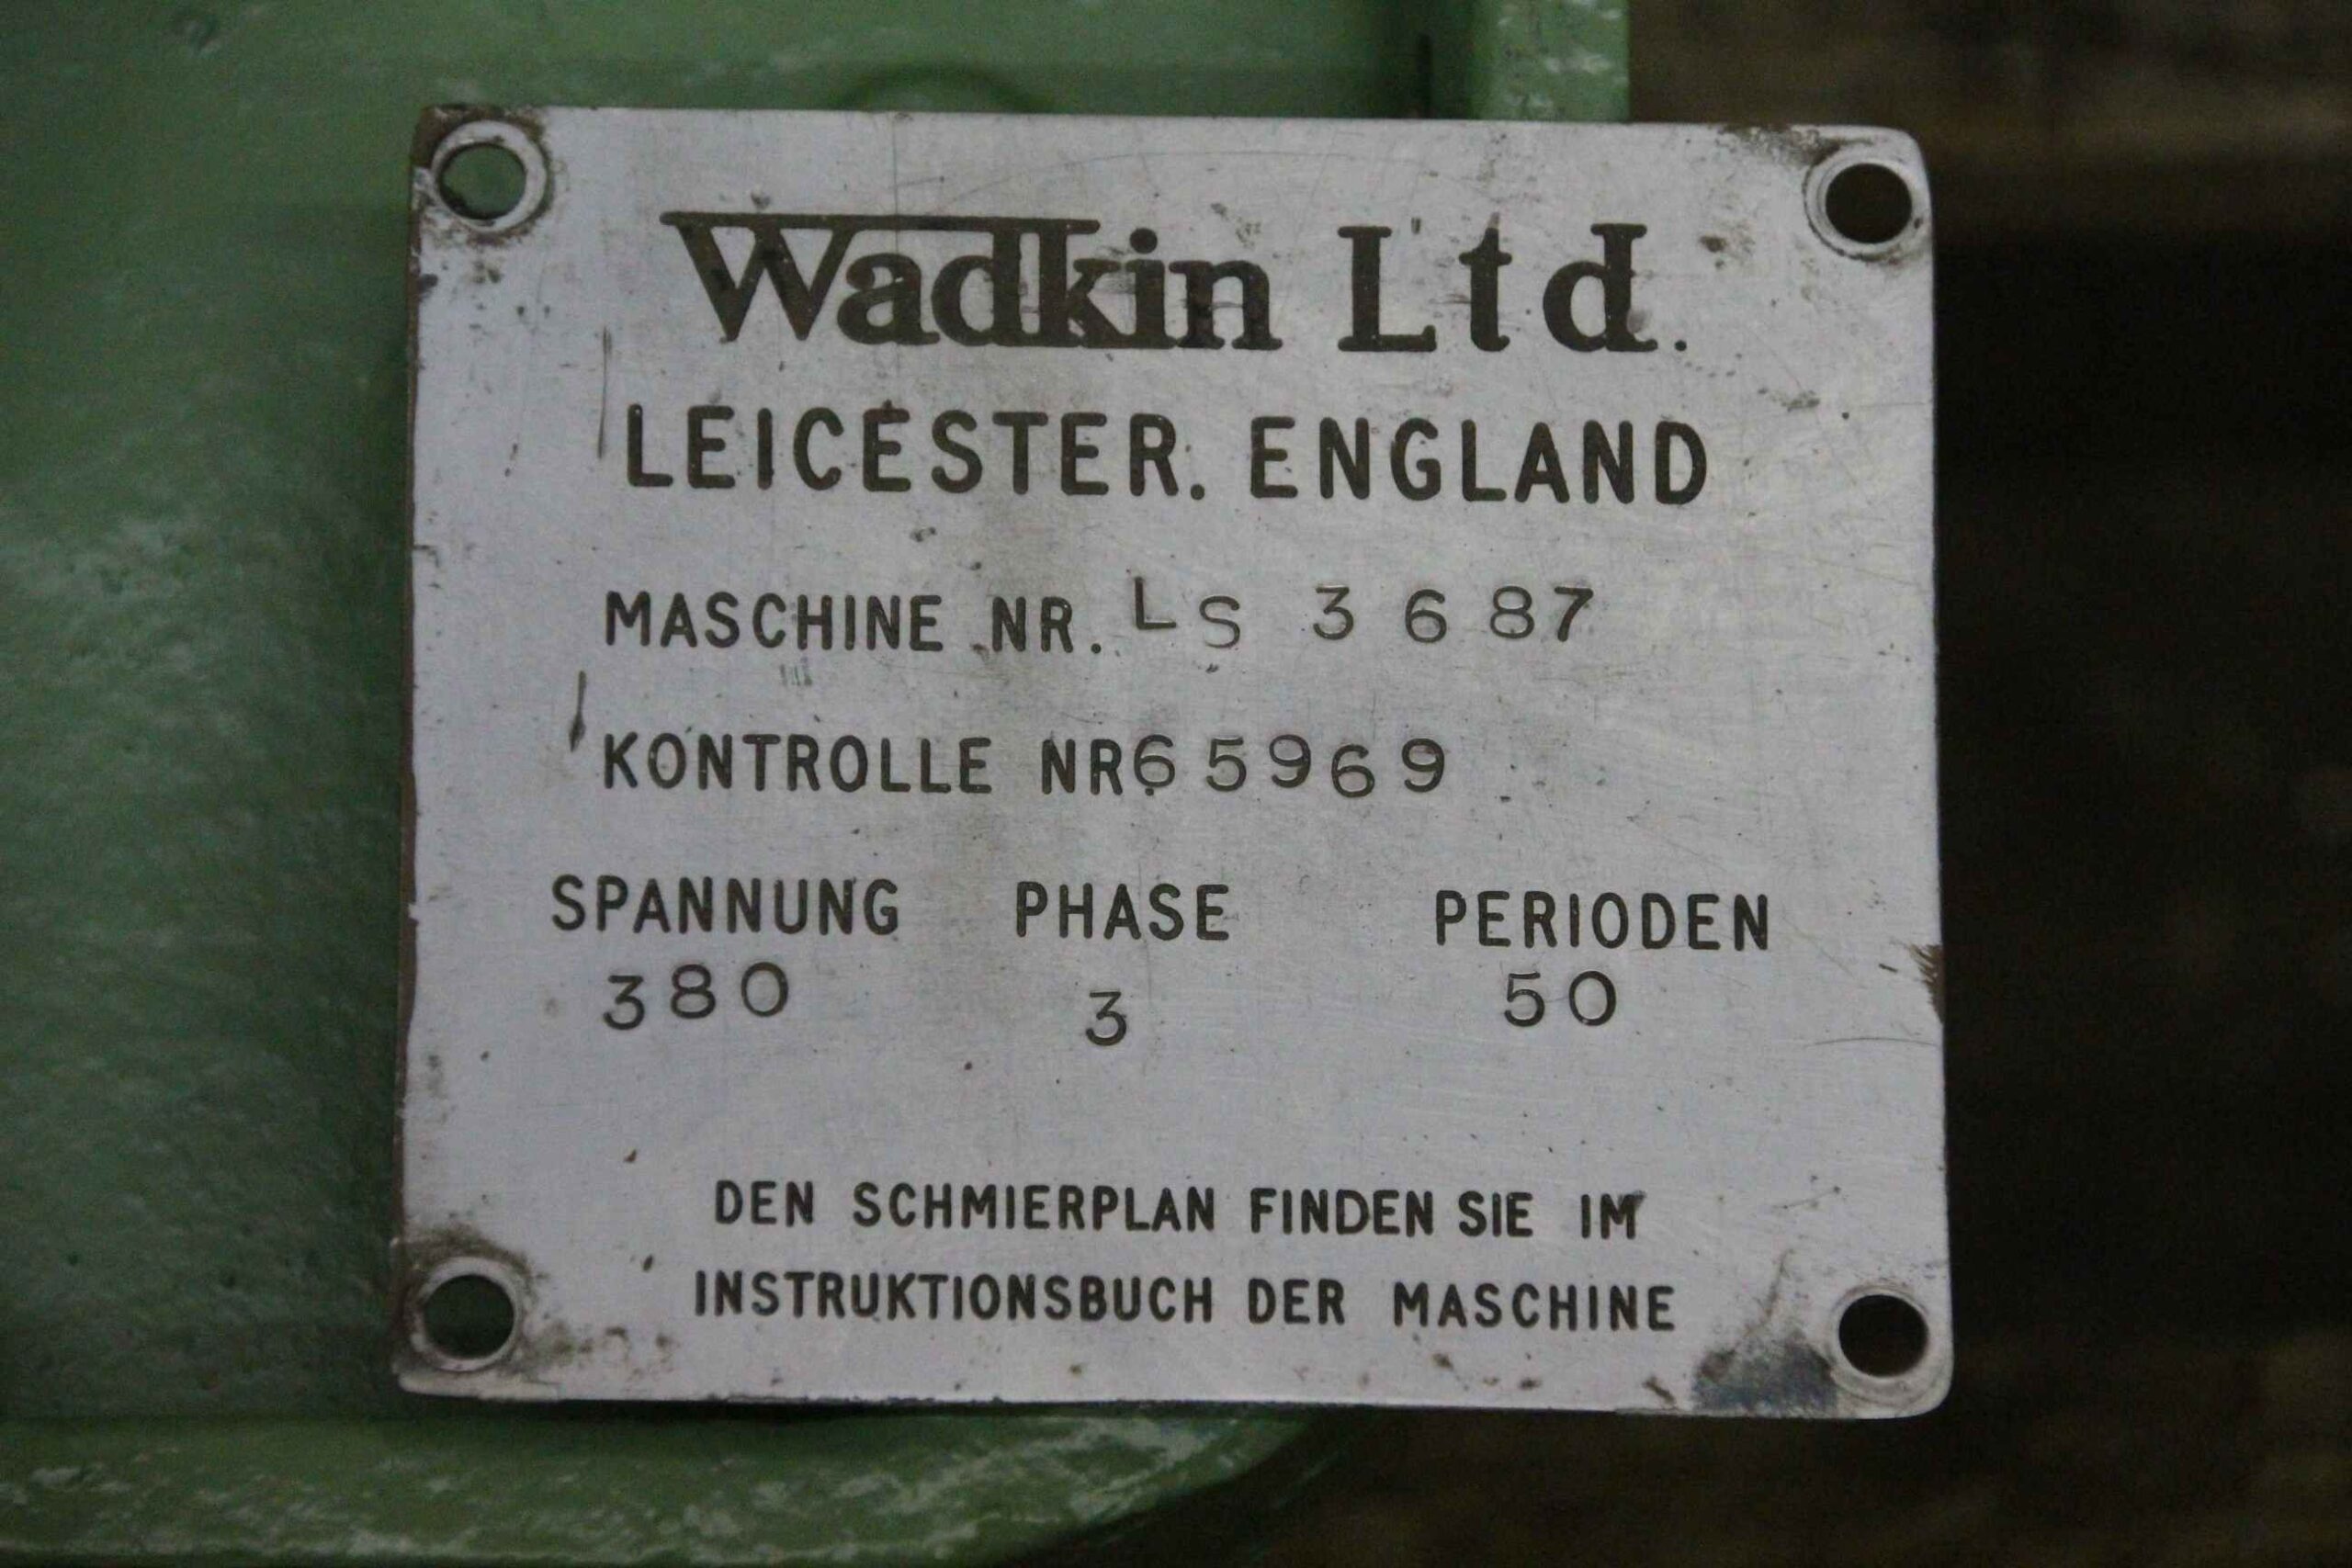 Wadkin Ltd.
LEICESTER. ENGLAND
MASCHINE NR. LS 3687
KONTROLLE NR. 65969
SPANNUNG PHASE PERIODEN
380 3 50
DEN SCHMIERPLAN FINDEN SIE IM
INSTRUKTIONSBUCH DER MASCHINE